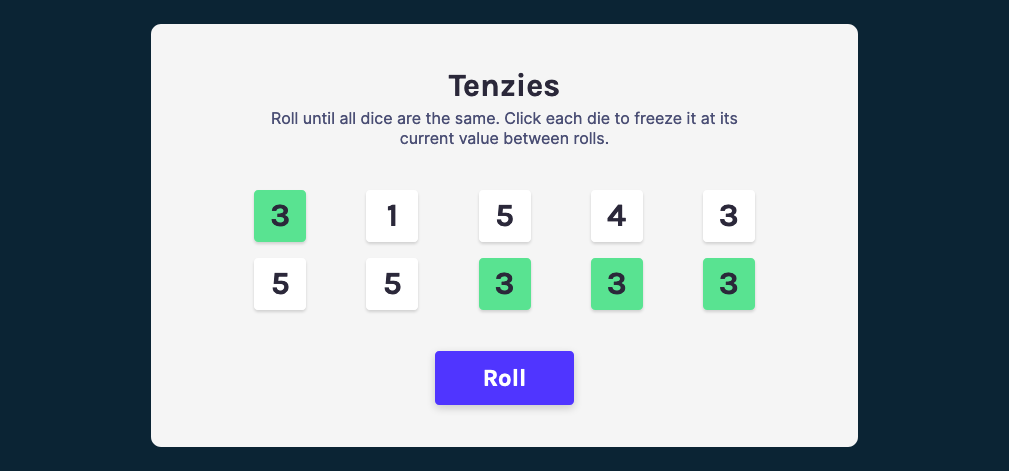 Tenzies
Roll until all dice are the same. Click each die to freeze it at its
current value between rolls.
3 1 5 4 3
5 5 3 3 3
Roll